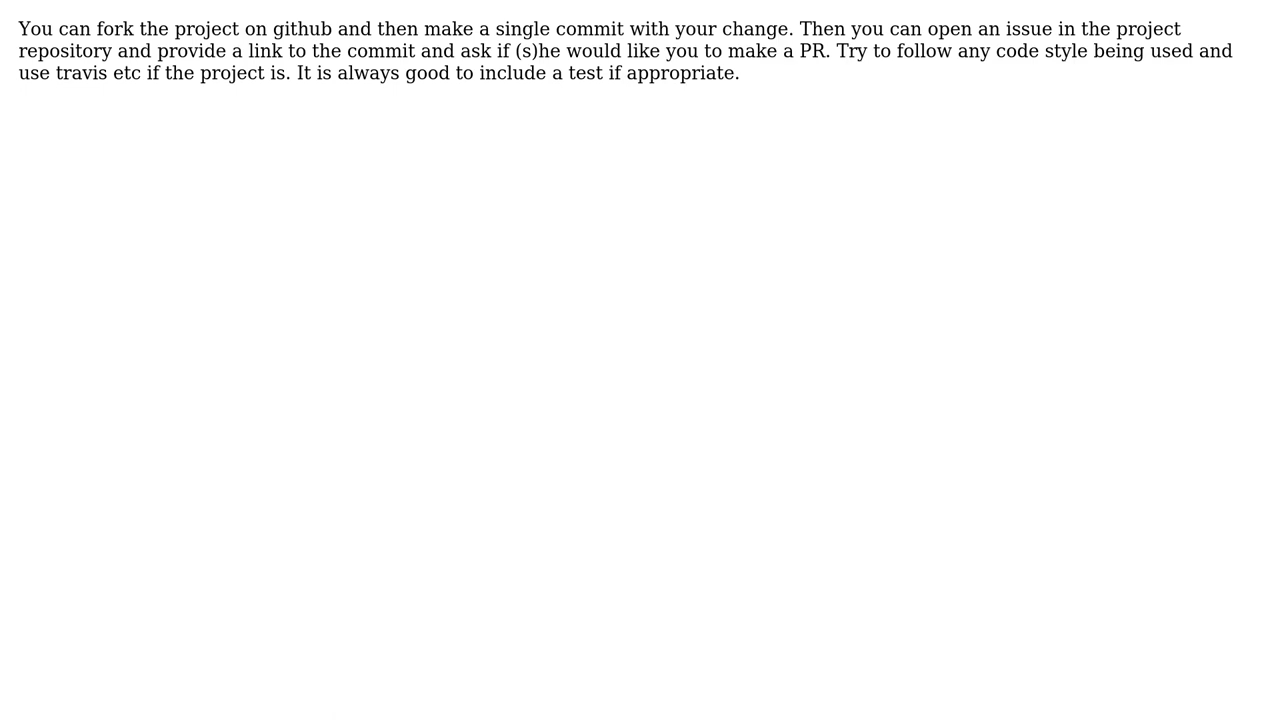 You can fork the project on github and then make a single commit with your change. Then you can open an issue in the project
repository and provide a link to the commit and ask if (s)he would like you to make a PR. Try to follow any code style being used and
use travis etc if the project is. It is always good to include a test if appropriate.